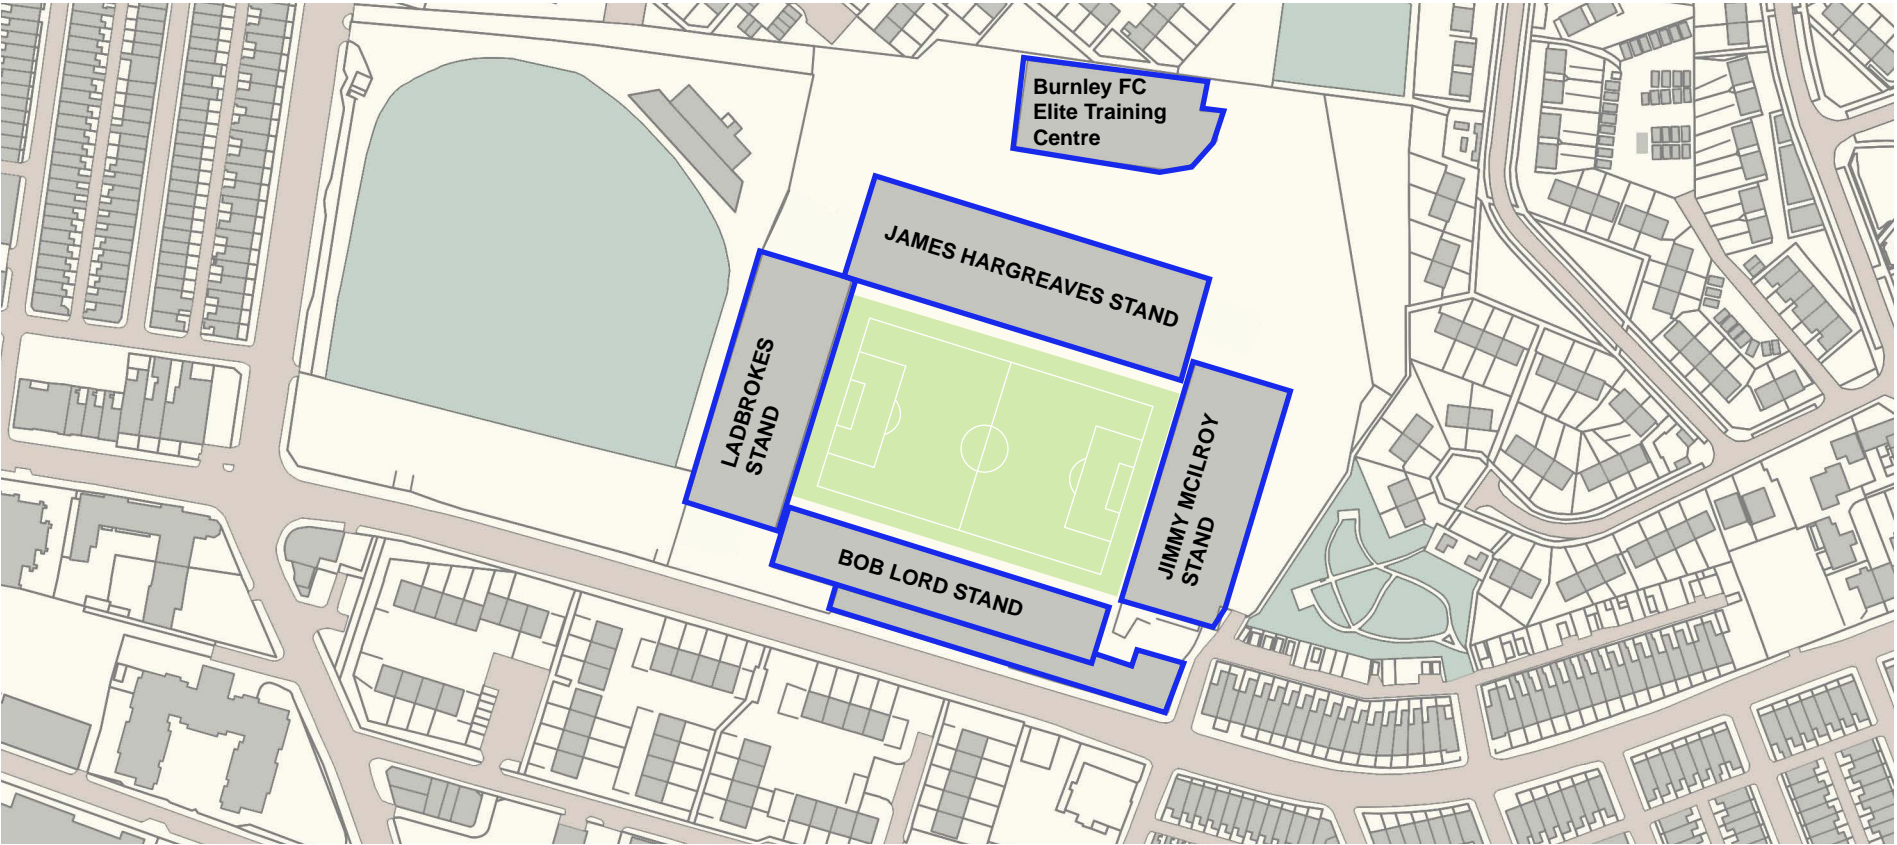 Burnley FC
Elite Training
Centre
JAMES HARGREAVES STAND
LADBROKES
STAND
JIMMY MCILROY
STAND
BOB LORD STAND